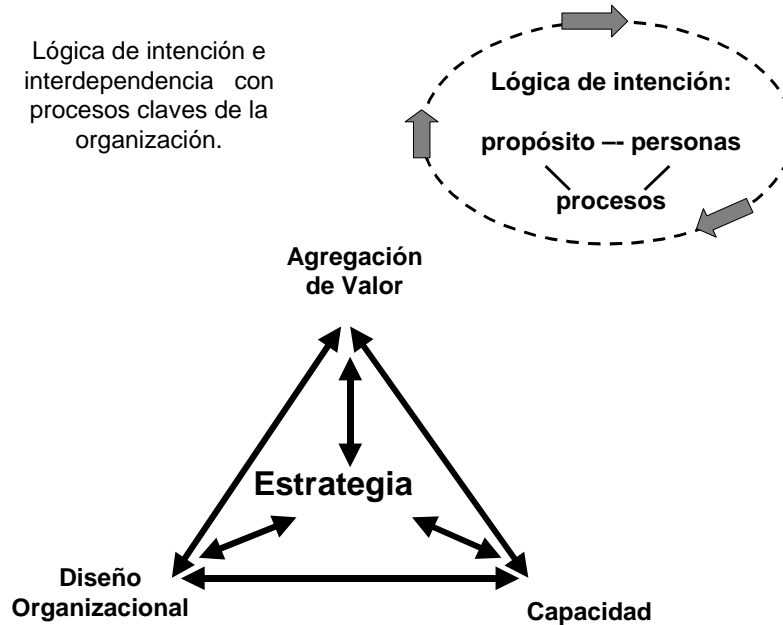 Lógica de intención e
interdependencia con
procesos claves de la
organización.
Lógica de intención:
propósito –- personas
procesos
Agregación
de Valor
Estrategia
Diseño
Organizacional
Capacidad